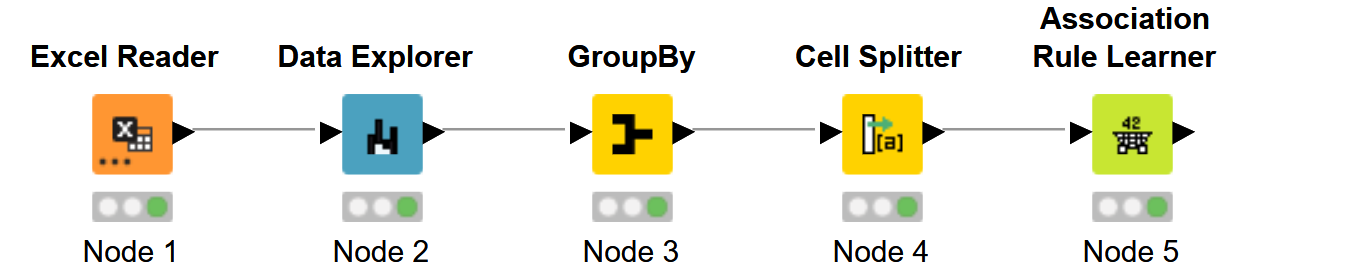 Association
Excel Reader Data Explorer GroupBy Cell Splitter Rule Learner
X [a] 42
Node 1 Node 2 Node 3 Node 4 Node 5